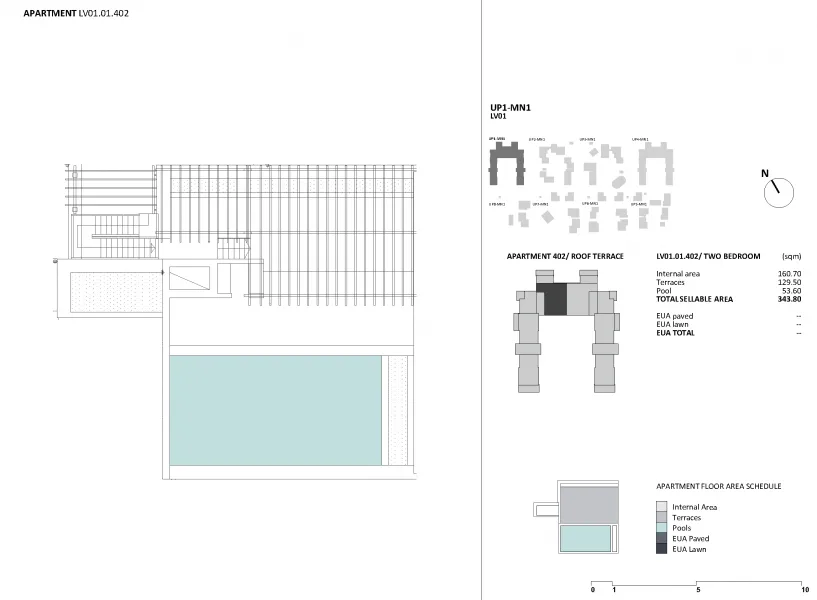 APARTMENT LV01.01.402
UP1-MN1
LV01
UP1-MN1 UP2-MN1 UP3-MN1 UP4-MN1
UP8-MN1 UP7-MN1 UP6-MN1 UP5-MN1
N
APARTMENT 402/ ROOF TERRACE
LV01.01.402/ TWO BEDROOM (sqm)
Internal area 160.70
Terraces 129.50
Pool 53.60
TOTAL SELLABLE AREA 343.80
EUA paved --
EUA lawn --
EUA TOTAL --
APARTMENT FLOOR AREA SCHEDULE
Internal Area
Terraces
Pools
EUA Paved
EUA Lawn
0 1 5 10